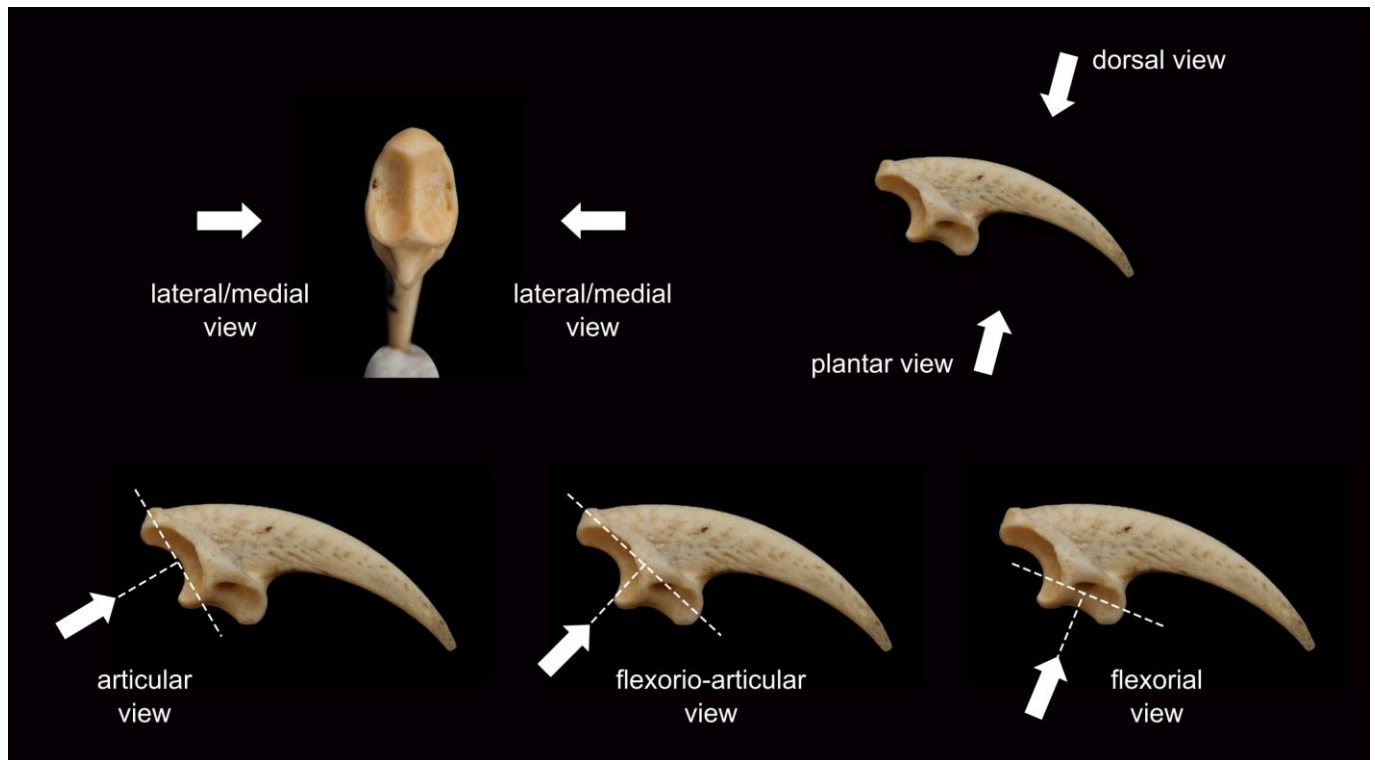 dorsal view
lateral/medial
view
lateral/medial
view
plantar view
articular
view
flexorio-articular
view
flexorial
view